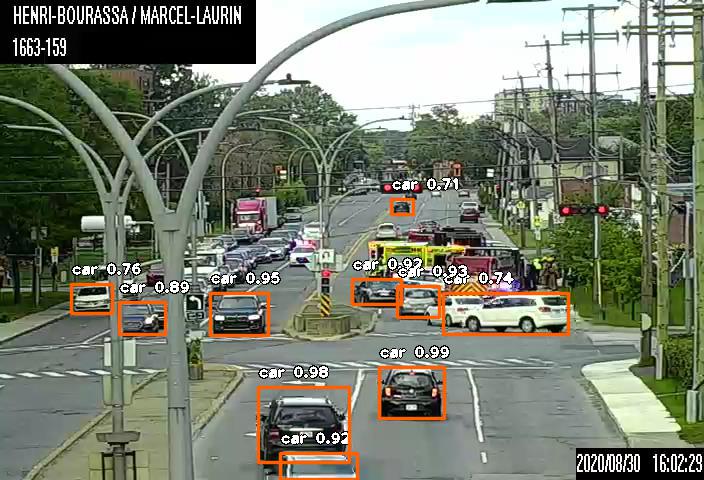 HENRI-BOURASSA / MARCEL-LAURIN
1663-159
car 0.71
car 0.92
car 0.93
car 0.76
car 0.95
car 0.74
car 0.89
car 0.99
car 0.98
car 0.92
2020/08/30 16:02:29